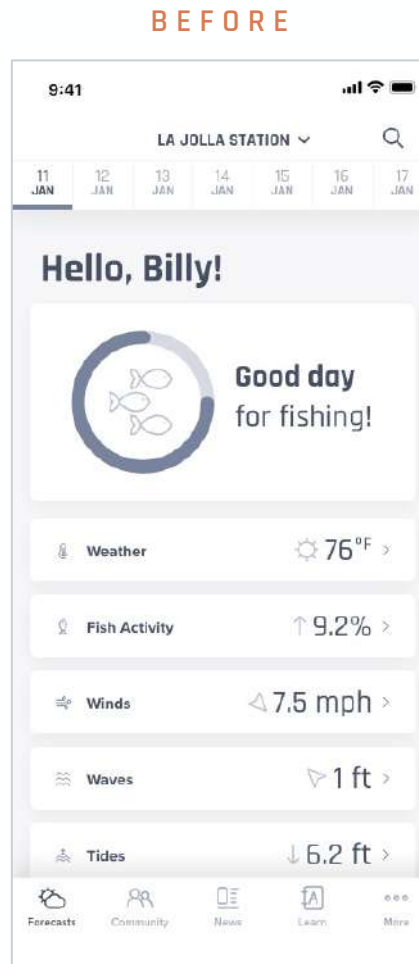 BEFORE
9:41
LA JOLLA STATION
11 12 13 14 15 16 17
JAN JAN JAN JAN JAN JAN JAN
Hello, Billy!
Good day
for fishing!
Weather 76°F
Fish Activity ↑ 9.2%
Winds 7.5 mph
Waves 1 ft
Tides ↓ 6.2 ft
Forecasts Community News Learn More